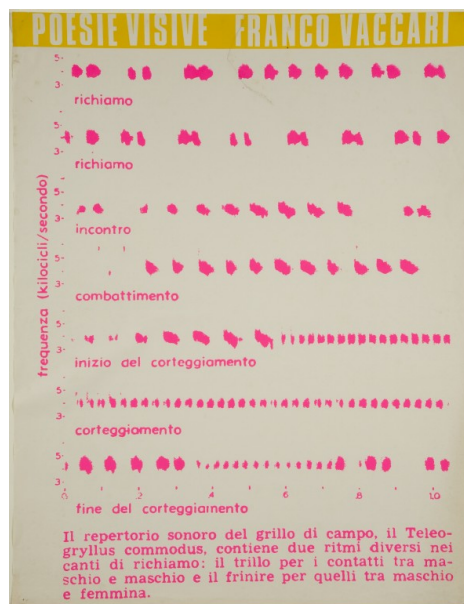 POESIE VISIVE FRANCO VACCARI
frequenza (kilocicli/secondo)
5-
3-
richiamo
5-
3-
richiamo
5-
3-
incontro
5-
3-
combattimento
5-
3-
inizio del corteggiamento
5-
3-
corteggiamento
5-
3-
0 .2 .4 .6 .8 1.0
fine del corteggiamento
Il repertorio sonoro del grillo di campo, il Teleo-
gryllus commodus, contiene due ritmi diversi nei
canti di richiamo: il trillo per i contatti tra ma-
schio e maschio e il frinire per quelli tra maschio
e femmina.